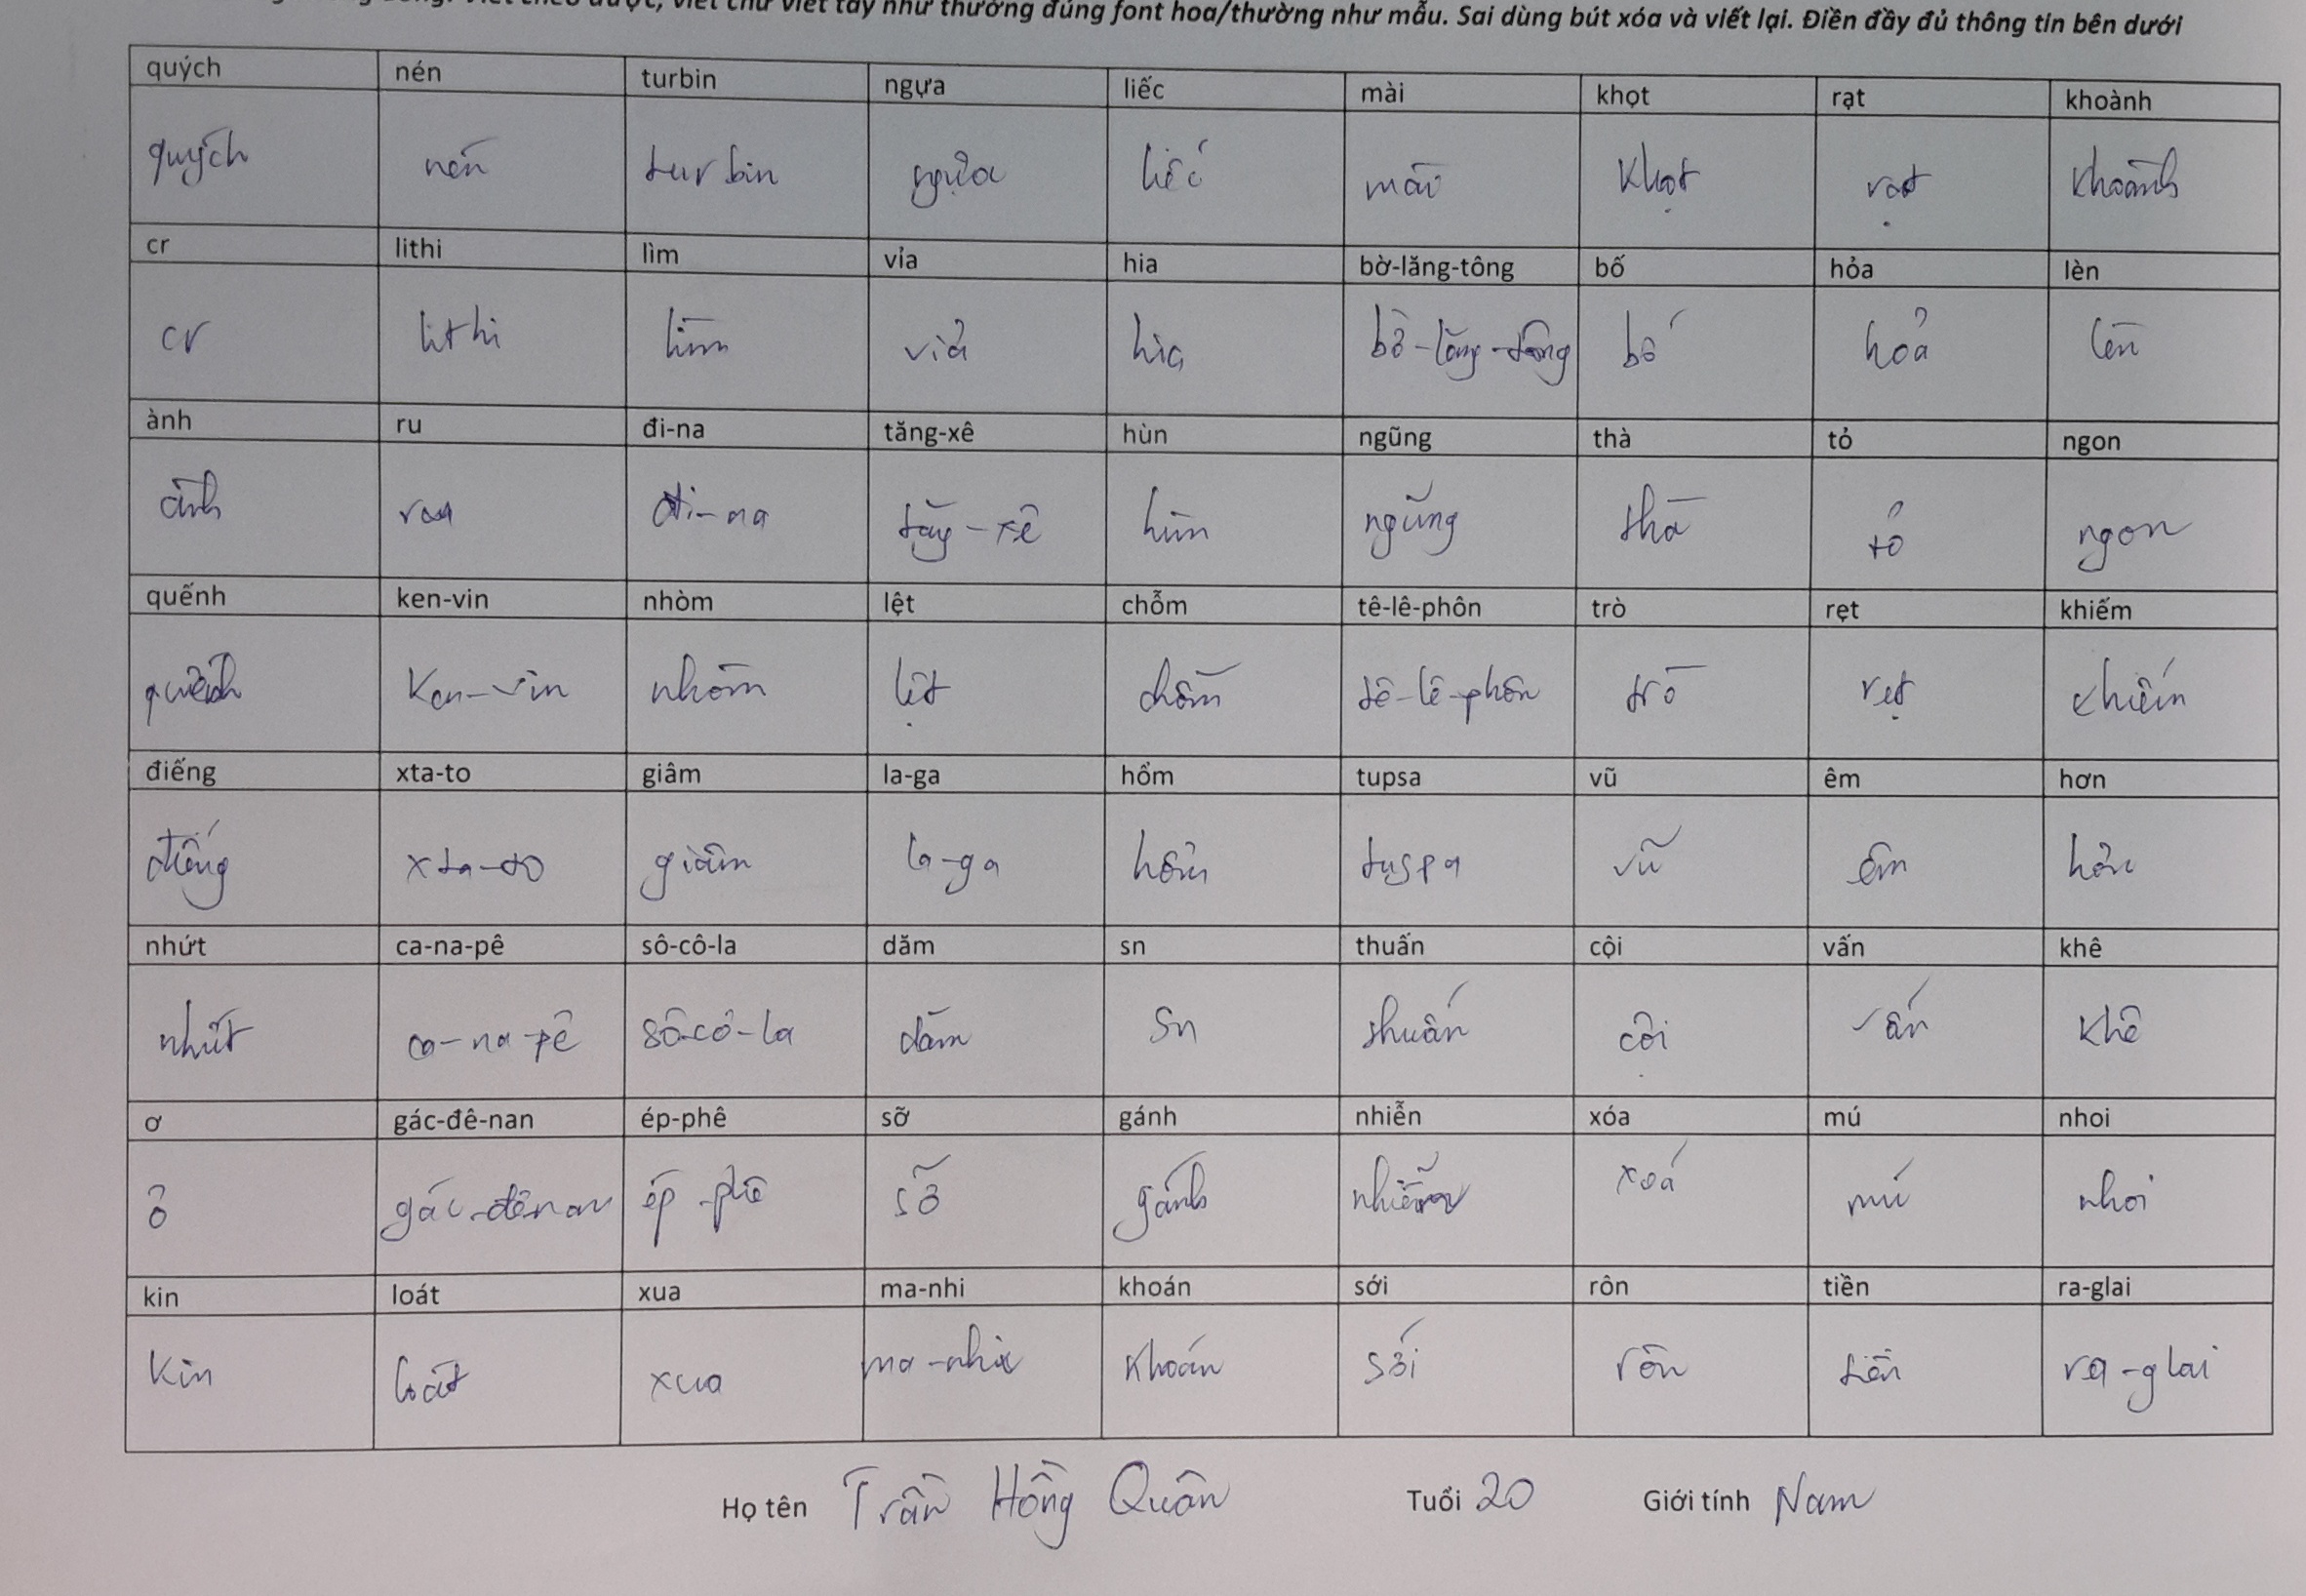 viết chữ viết tay như thường đúng font hoa/thường như mẫu. Sai dùng bút xóa và viết lại. Điền đầy đủ thông tin bên dưới
quých nén turbin ngựa liếc mài khọt rạt khoành
quých nén turbin ngựa liếc mài khọt rạt khoành
cr lithi lìm vỉa hia bờ-lăng-tông bố hỏa lèn
cr lithi lìm vỉả hia bờ-lăng-tông bố hỏa lèn
ành ru đi-na tăng-xê hùn ngũng thà tỏ ngon
ành đi-na tăng-xê hùn ngũng thà tỏ ngon
quếnh ken-vin nhòm lệt chỗm tê-lê-phôn trò rẹt khiếm
quếnh ken-vin nhòm lệt chỗm tê-lê-phôn trò rẹt khiếm
điếng xta-to giâm la-ga hổm tupsa vũ êm hơn
điếng xta-to giâm la-ga hổm vũ êm hơn
nhứt ca-na-pê sô-cô-la dăm sn thuấn cội vấn khê
nhứt ca-na-pê sô-cô-la dăm sn thuấn cội vấn khê
ơ gác-đê-nan ép-phê sỡ gánh nhiễn xóa mú nhoi
gác-đê-nan ép-phê sỡ gánh nhiễn xoá mú nhoi
kin loát xua ma-nhi khoán sới rôn tiền ra-glai
kin loát xua ma-nhi khoán sới rôn tiền ra-glai
Họ tên Trần Hồng Quân Tuổi 20 Giới tính Nam